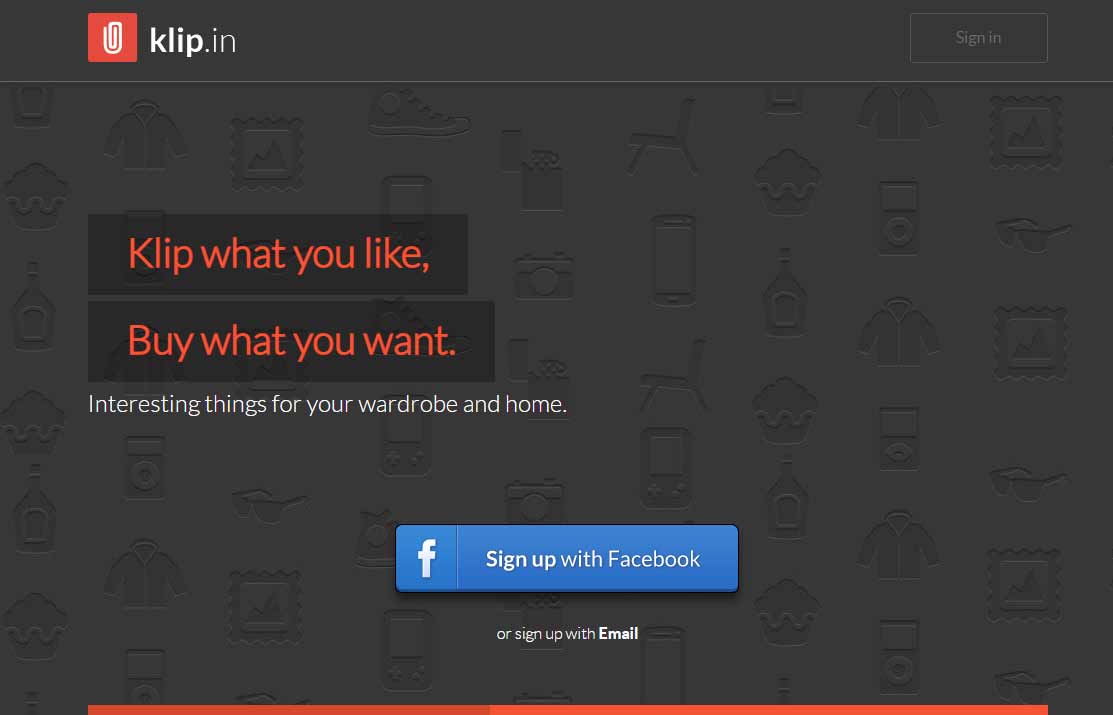 klip.in
Sign in
Klip what you like,
Buy what you want.
Interesting things for your wardrobe and home.
f
Sign up with Facebook
or sign up with Email